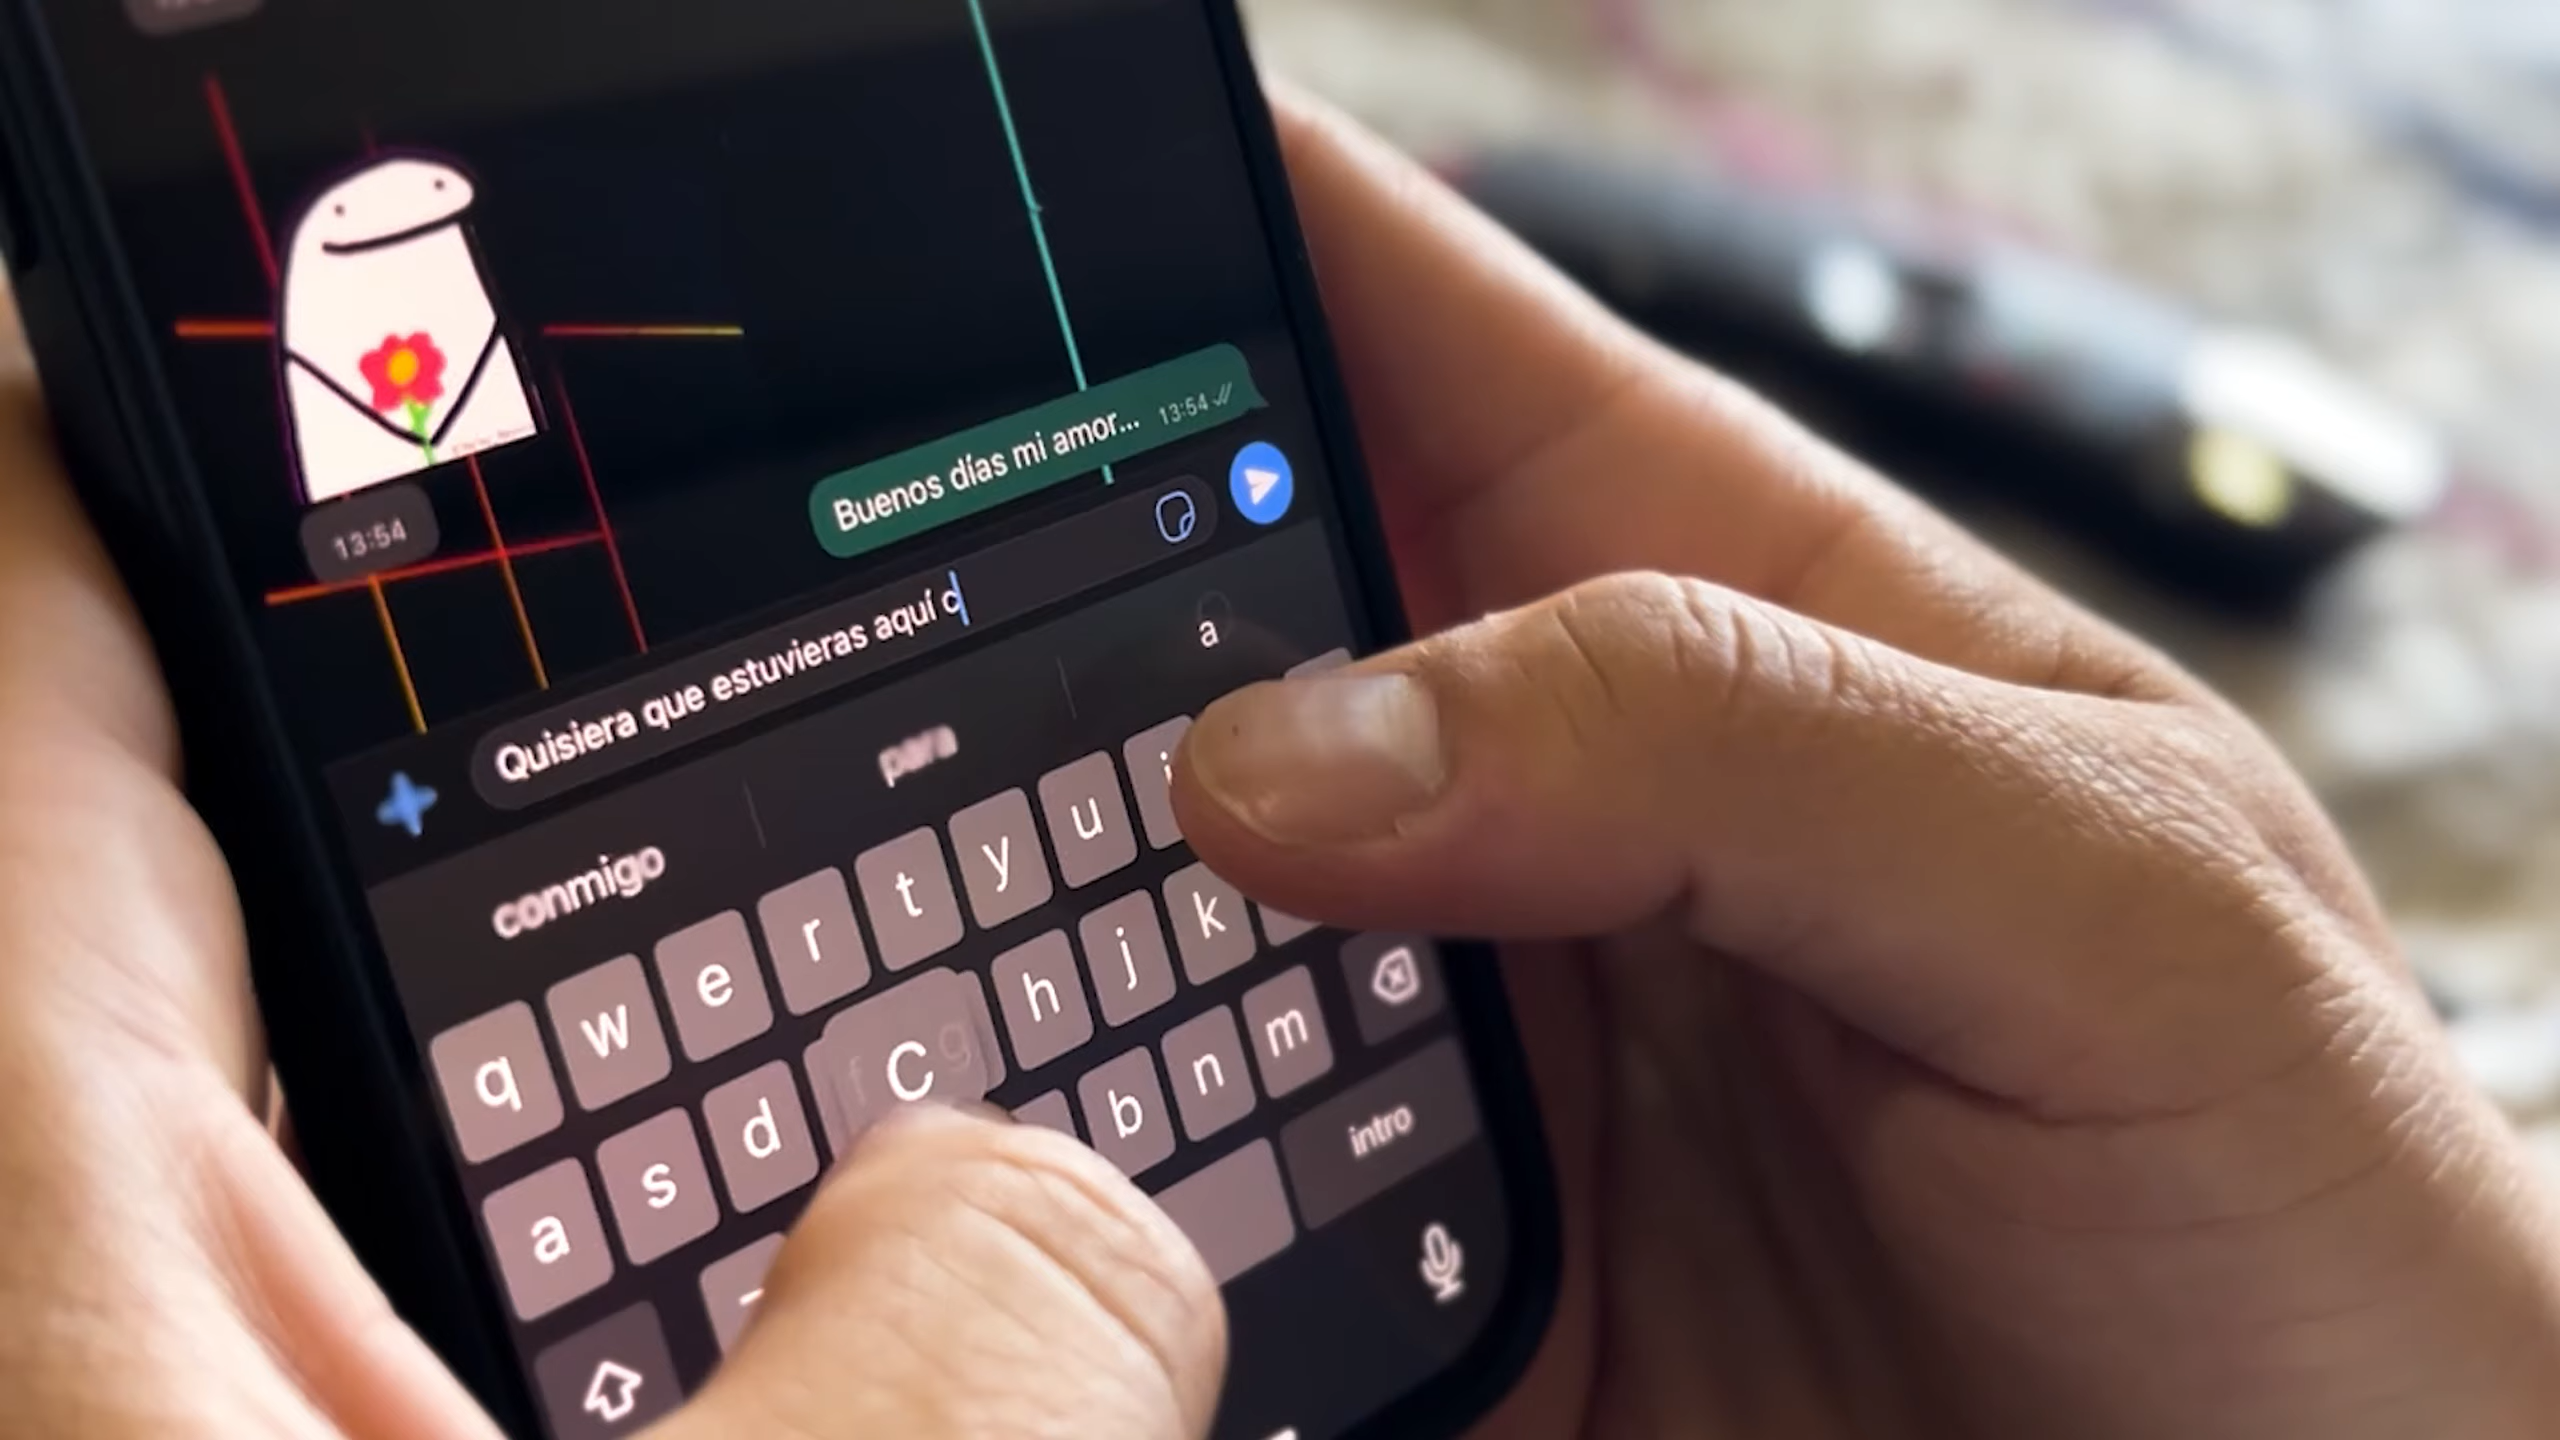 Buenos días mi amor... 13:54
13:54
Quisiera que estuvieras aquí c
conmigo para a
q w e r t y u i
a s d f C g h j k
b n m
intro